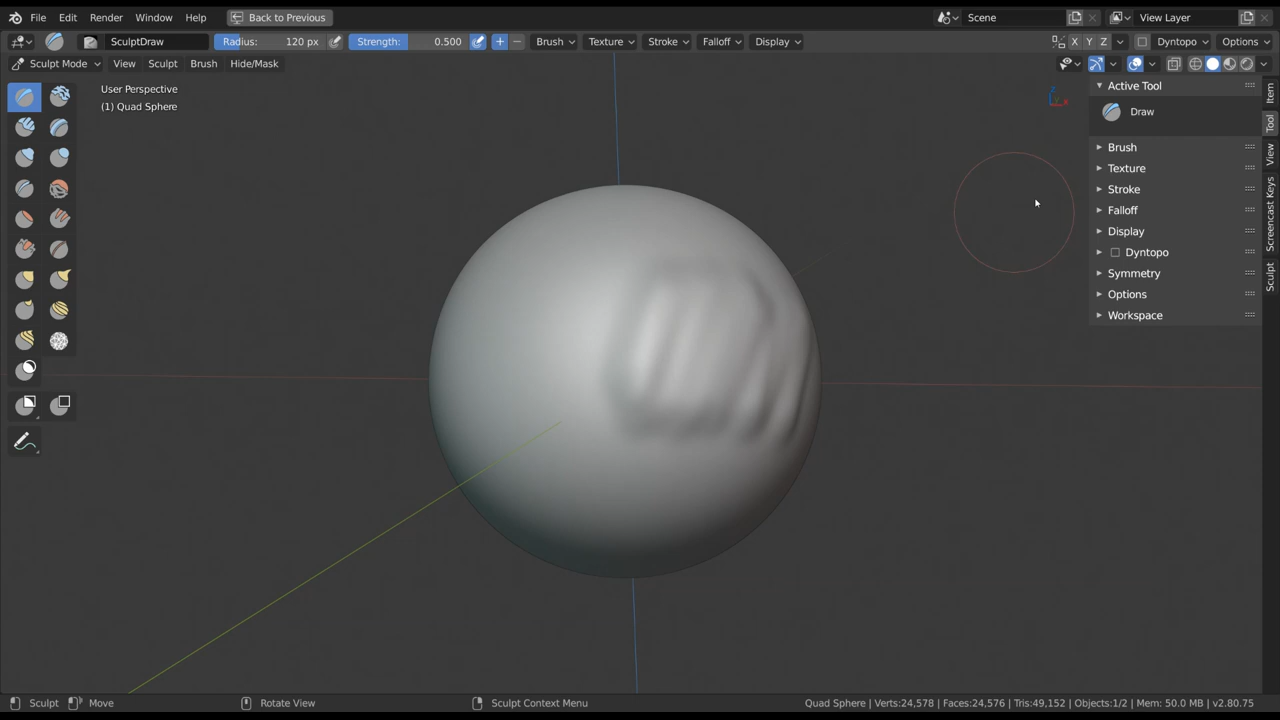 File Edit Render Window Help Back to Previous Scene View Layer
SculptDraw Radius: 120 px Strength: 0.500 Brush Texture Stroke Falloff Display X Y Z Dyntopo Options
Sculpt Mode View Sculpt Brush Hide/Mask
User Perspective
(1) Quad Sphere
Z
Y
X
Active Tool
Draw
Brush
Texture
Stroke
Falloff
Display
Dyntopo
Symmetry
Options
Workspace
Item
Tool
View
Screencast Keys
Sculpt
Sculpt Move Rotate View Sculpt Context Menu Quad Sphere | Verts:24,578 | Faces:24,576 | Tris:49,152 | Objects:1/2 | Mem: 50.0 MB | v2.80.75